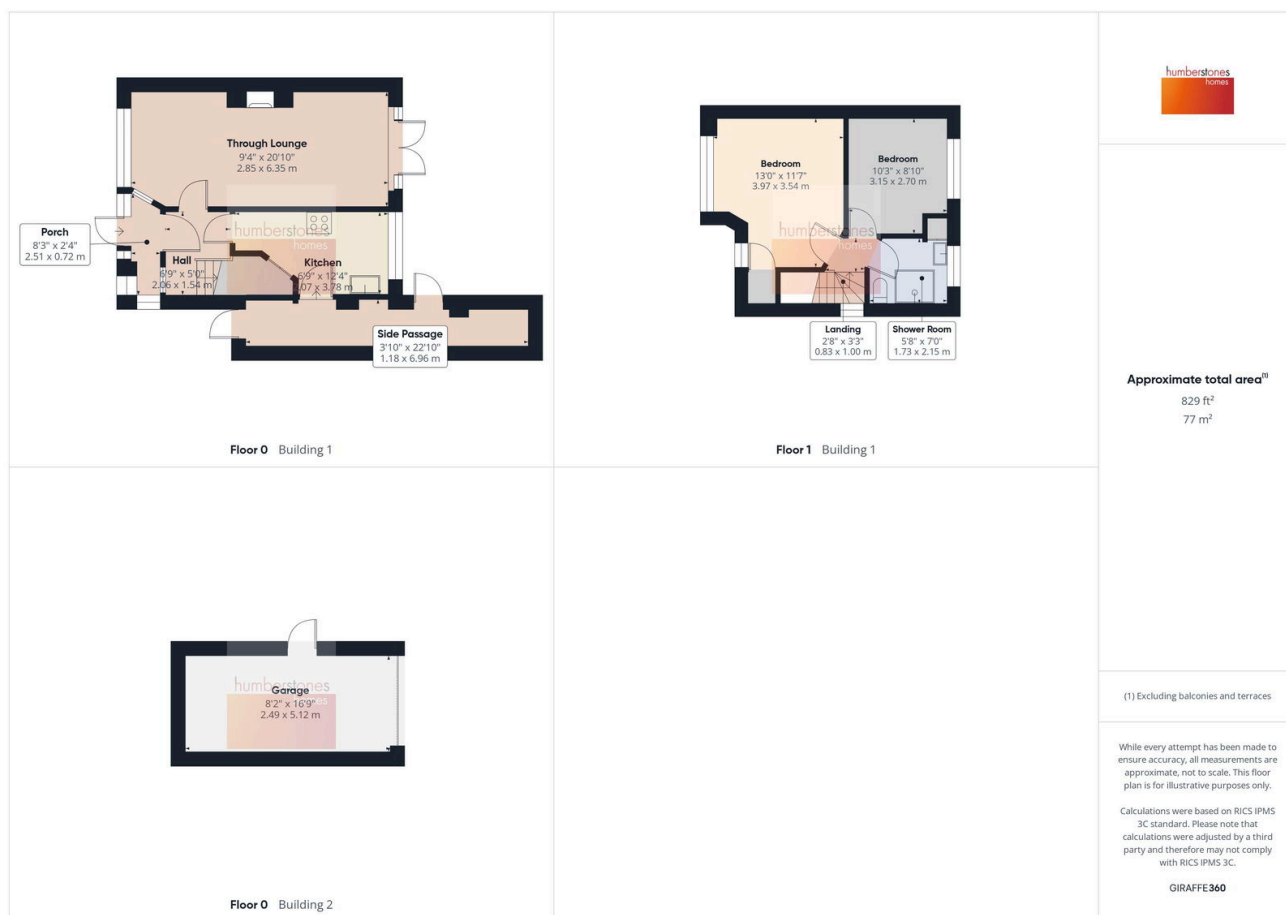 Through Lounge
9'4" x 20'10"
2.85 x 6.35 m
Porch
8'3" x 2'4"
2.51 x 0.72 m
Hall
6'9" x 5'0"
2.06 x 1.54 m
humberstones
homes
Kitchen
6'9" x 12'4"
2.07 x 3.78 m
Side Passage
3'10" x 22'10"
1.18 x 6.96 m
Floor 0 Building 1
Bedroom
13'0" x 11'7"
3.97 x 3.54 m
Bedroom
10'3" x 8'10"
3.15 x 2.70 m
humberstones
homes
Landing
2'8" x 3'3"
0.83 x 1.00 m
Shower Room
5'8" x 7'0"
1.73 x 2.15 m
Floor 1 Building 1
humberstones
homes
Garage
8'2" x 16'9"
2.49 x 5.12 m
Floor 0 Building 2
humberstones
homes
Approximate total area(1)
829 ft²
77 m²
(1) Excluding balconies and terraces
While every attempt has been made to
ensure accuracy, all measurements are
approximate, not to scale. This floor
plan is for illustrative purposes only.
Calculations were based on RICS IPMS
3C standard. Please note that
calculations were adjusted by a third
party and therefore may not comply
with RICS IPMS 3C.
GIRAFFE360